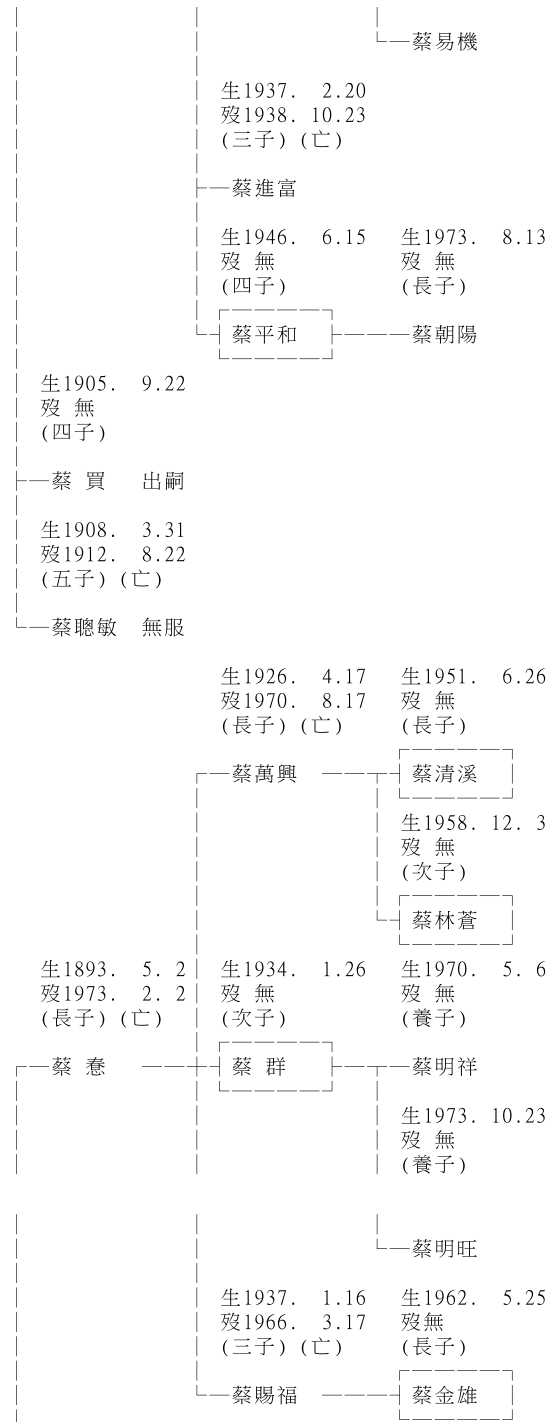 蔡易機
生1937. 2.20
歿1938. 10.23
(三子)(亡)
蔡進富
生1946. 6.15 生1973. 8.13
歿 無 歿 無
(四子) (長子)
蔡平和 蔡朝陽
生1905. 9.22
歿 無
(四子)
蔡 買 出嗣
生1908. 3.31
歿1912. 8.22
(五子)(亡)
蔡聰敏 無服
生1926. 4.17 生1951. 6.26
歿1970. 8.17 歿 無
(長子)(亡) (長子)
蔡萬興 蔡清溪
生1958. 12. 3
歿 無
(次子)
蔡林蒼
生1893. 5. 2 生1934. 1.26 生1970. 5. 6
歿1973. 2. 2 歿 無 歿 無
(長子)(亡) (次子) (養子)
蔡 惷 蔡 群 蔡明祥
生1973. 10.23
歿 無
(養子)
蔡明旺
生1937. 1.16 生1962. 5.25
歿1966. 3.17 歿無
(三子)(亡) (長子)
蔡賜福 蔡金雄